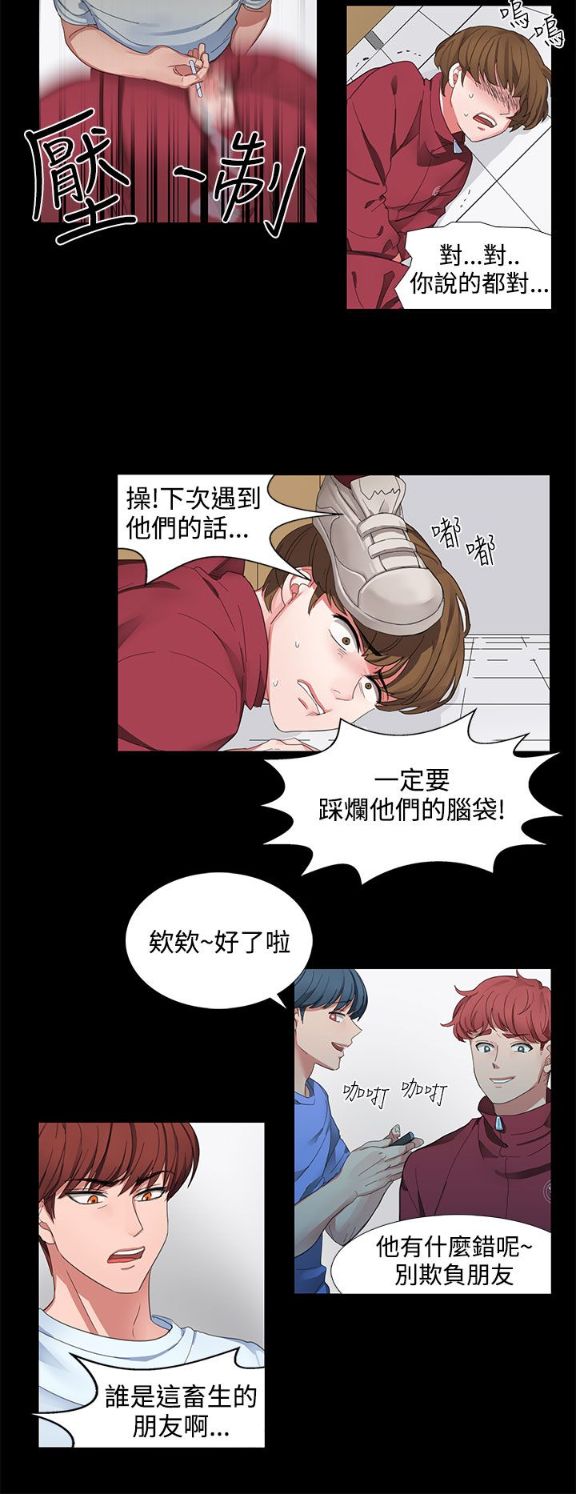 嗚嗚
壓-制
對...對..
你說的都對...
操!下次遇到
他們的話...
嘟嘟
一定要
踩爛他們的腦袋!
欸欸~好了啦
咖吖 咖吖
他有什麼錯呢~
別欺負朋友
誰是這畜生的
朋友啊...